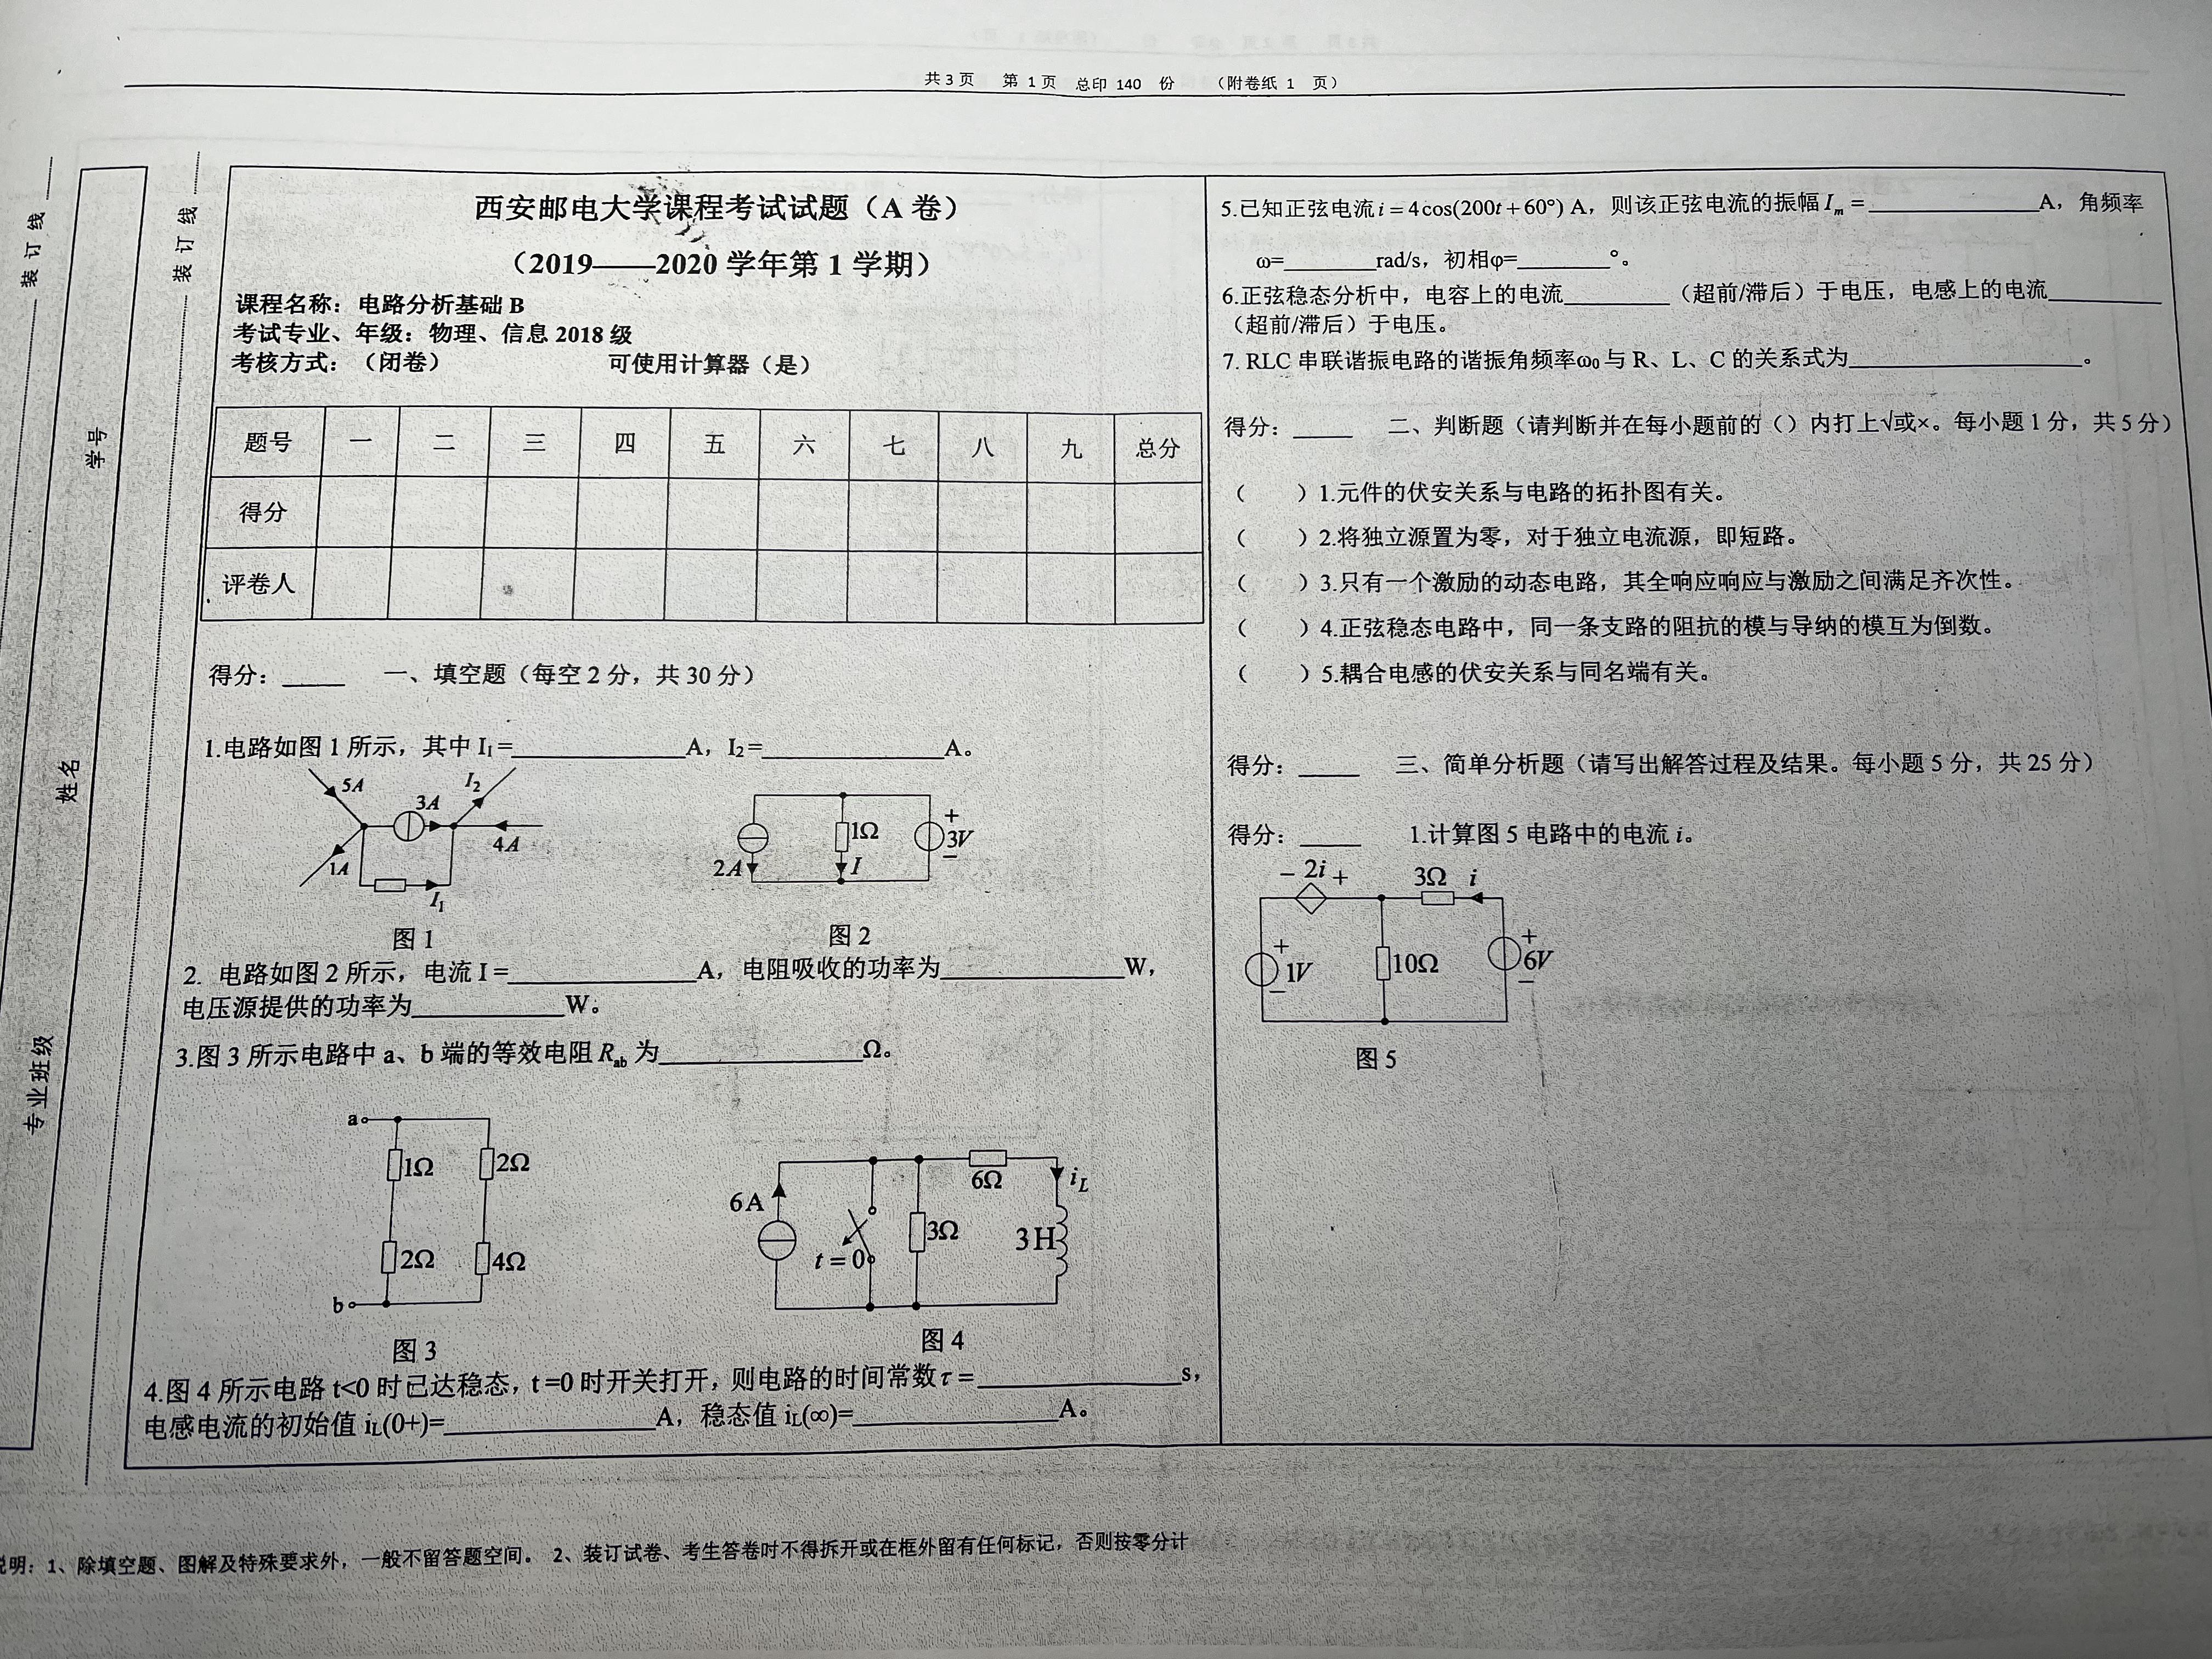 共3页 第 1页 总印 140 份 （附卷纸 1 页）
装 订 线
装 订 线
学号
姓名
专业班级
西安邮电大学课程考试试题（A 卷）
（2019——2020 学年第 1 学期）
课程名称：电路分析基础 B
考试专业、年级：物理、信息 2018 级
考核方式：（闭卷） 可使用计算器（是）
题号 一 二 三 四 五 六 七 八 九 总分
得分
评卷人
得分：_____ 一、填空题（每空 2 分，共 30 分）
1.电路如图 1 所示，其中 I₁=______________A，I₂=______________A。
5A
I₂
3A
4A
1A
I₁
图 1
1Ω
+
3V
−
2A
I
图 2
2. 电路如图 2 所示，电流 I=______________A，电阻吸收的功率为______________W，
电压源提供的功率为____________W。
3.图 3 所示电路中 a、b 端的等效电阻 R_ab 为________________Ω。
a
1Ω
2Ω
2Ω
4Ω
b
图 3
6A
6Ω
i_L
3Ω
3H
t = 0
图 4
4.图 4 所示电路 t<0 时已达稳态，t=0 时开关打开，则电路的时间常数τ=________________s，
电感电流的初始值 i_L(0+)=________________A，稳态值 i_L(∞)=________________A。
5.已知正弦电流 i = 4cos(200t + 60°) A，则该正弦电流的振幅 I_m =______________A，角频率
ω=________rad/s，初相φ=________°。
6.正弦稳态分析中，电容上的电流_________（超前/滞后）于电压，电感上的电流_________
（超前/滞后）于电压。
7. RLC 串联谐振电路的谐振角频率ω₀与 R、L、C 的关系式为____________________。
得分：_____ 二、判断题（请判断并在每小题前的（）内打上√或×。每小题 1 分，共 5 分）
（ ）1.元件的伏安关系与电路的拓扑图有关。
（ ）2.将独立源置为零，对于独立电流源，即短路。
（ ）3.只有一个激励的动态电路，其全响应响应与激励之间满足齐次性。
（ ）4.正弦稳态电路中，同一条支路的阻抗的模与导纳的模互为倒数。
（ ）5.耦合电感的伏安关系与同名端有关。
得分：_____ 三、简单分析题（请写出解答过程及结果。每小题 5 分，共 25 分）
得分：_____ 1.计算图 5 电路中的电流 i。
− 2i +
3Ω i
+
1V
−
10Ω
+
6V
−
图 5
明：1、除填空题、图解及特殊要求外，一般不留答题空间。 2、装订试卷、考生答卷时不得拆开或在框外留有任何标记，否则按零分计